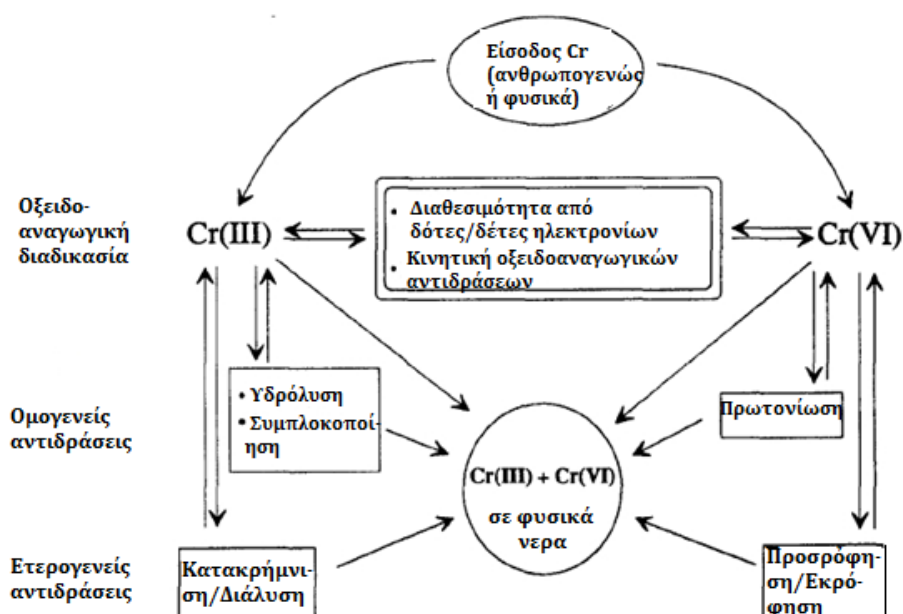 Είσοδος Cr
(ανθρωπογενώς
ή φυσικά)
Οξειδο-
αναγωγική
διαδικασία
Cr(III)
• Διαθεσιμότητα από
δότες/δέτες ηλεκτρονίων
• Κινητική οξειδοαναγωγικών
αντιδράσεων
Cr(VI)
Ομογενείς
αντιδράσεις
• Υδρόλυση
• Συμπλοκοποί-
ηση
Πρωτονίωση
Cr(III) + Cr(VI)
σε φυσικά
νερα
Ετερογενείς
αντιδράσεις
Κατακρήμνι-
ση/Διάλυση
Προσρόφη-
ση/Εκρό-
φηση